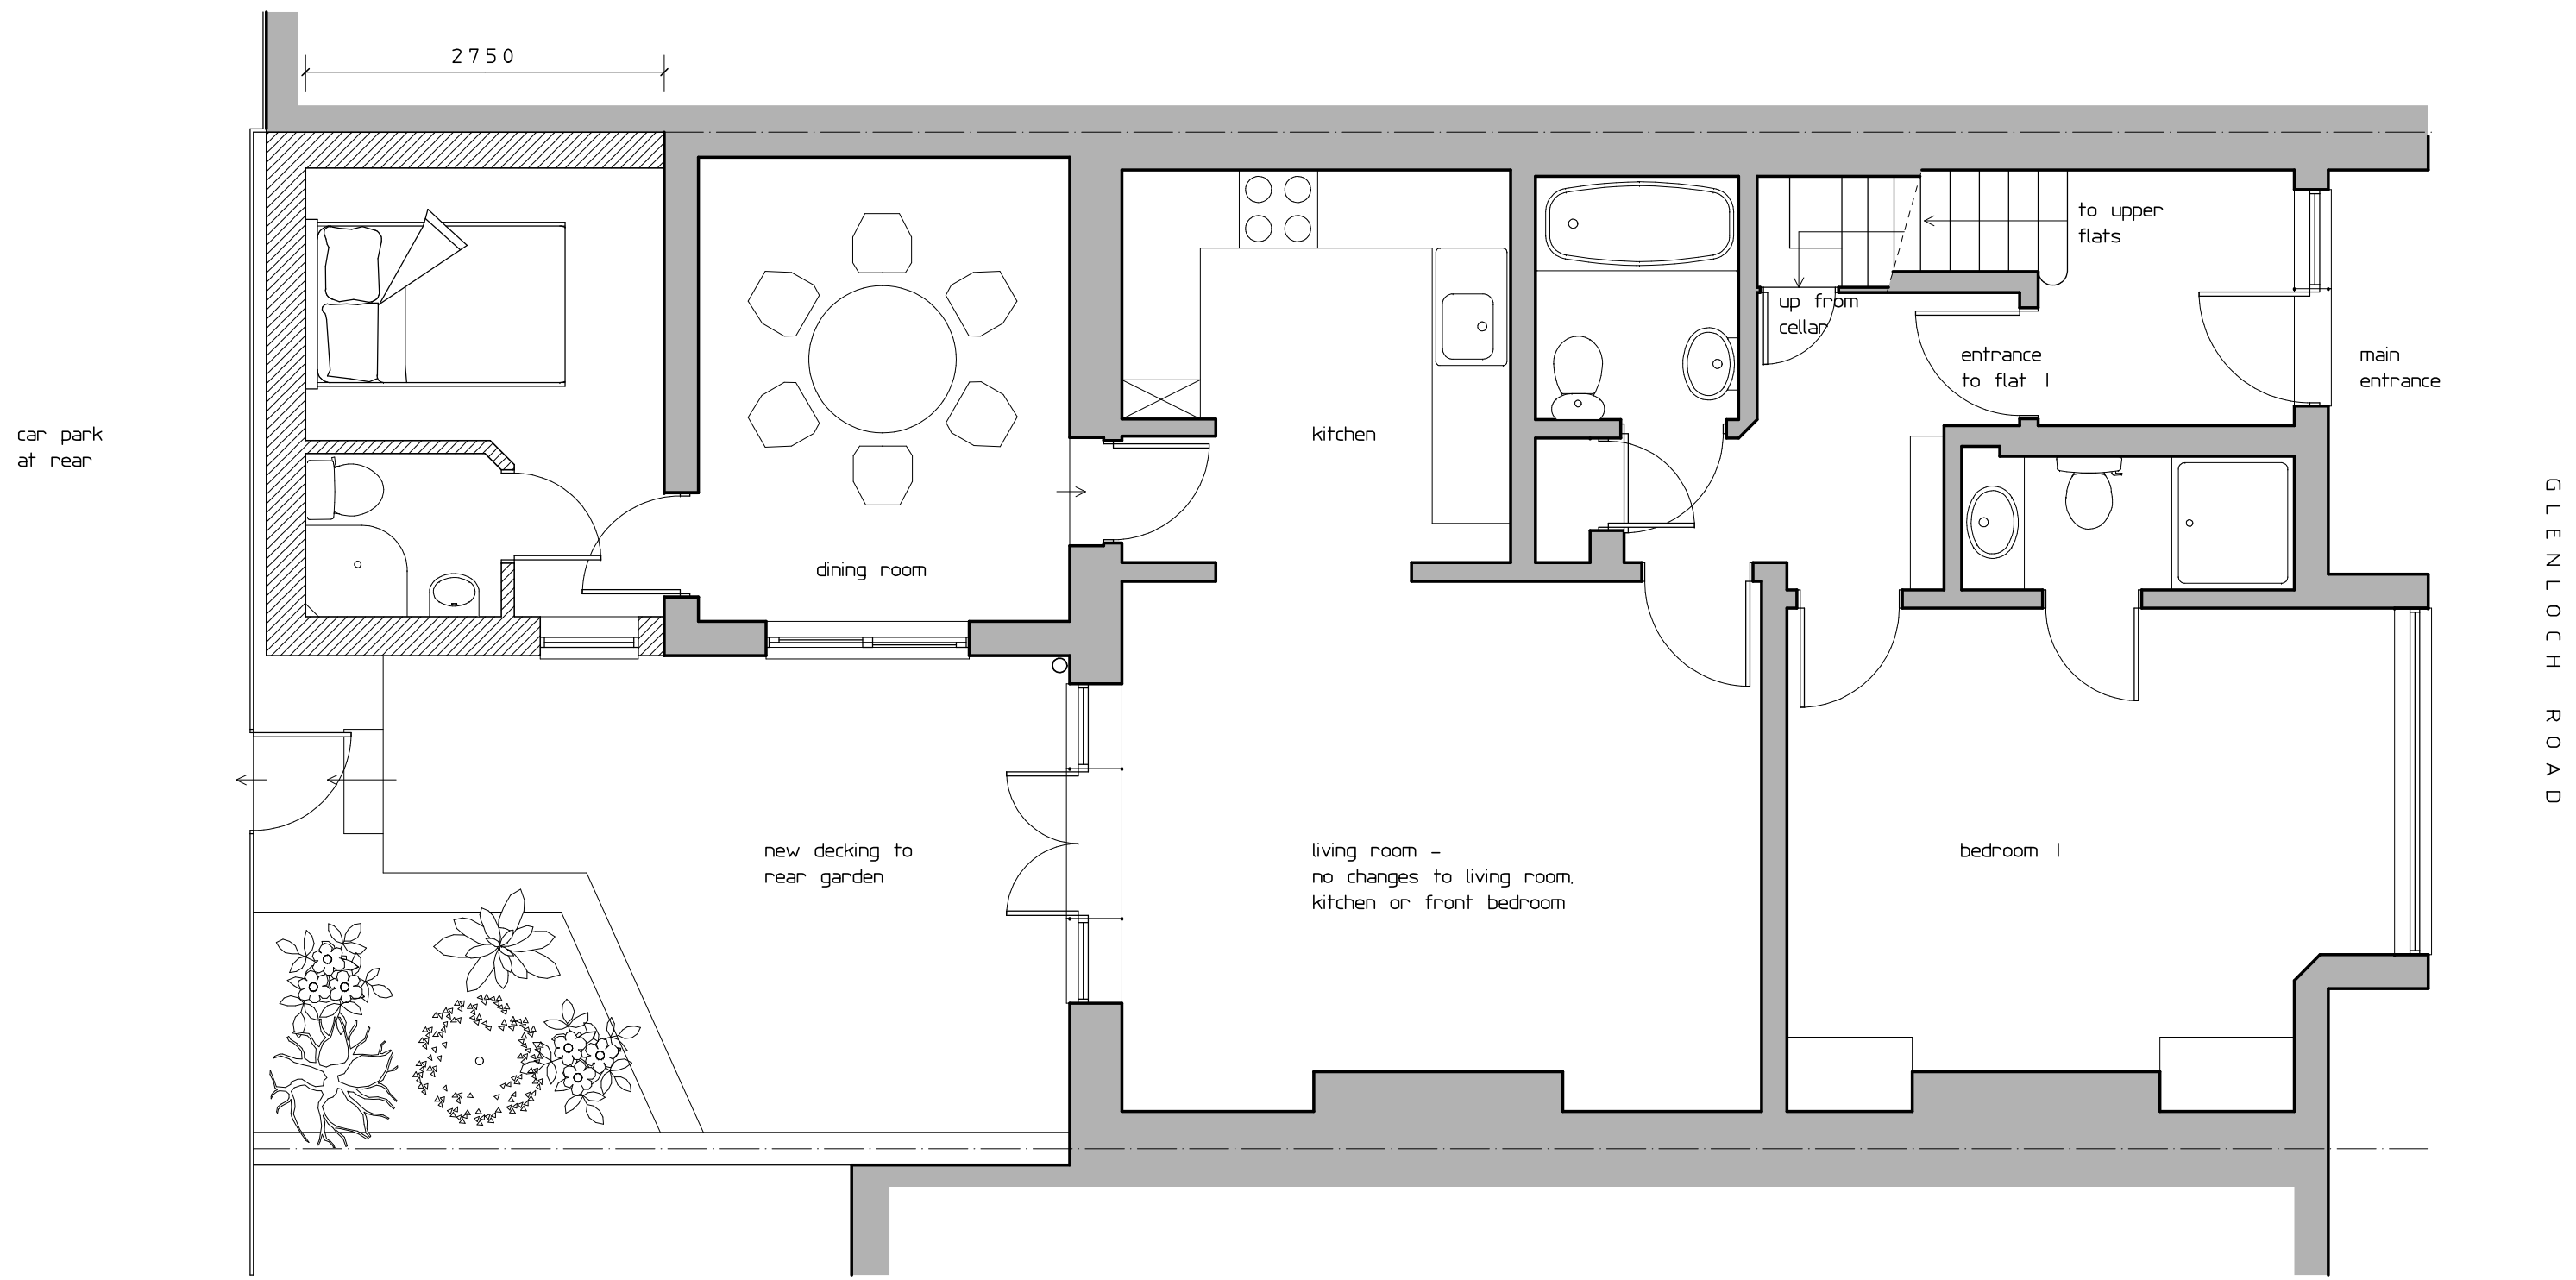 2750
to upper
flats
up from
cellar
entrance
to flat 1
main
entrance
car park
at rear
kitchen
dining room
GLENLOCH ROAD
new decking to
rear garden
living room -
no changes to living room,
kitchen or front bedroom
bedroom 1